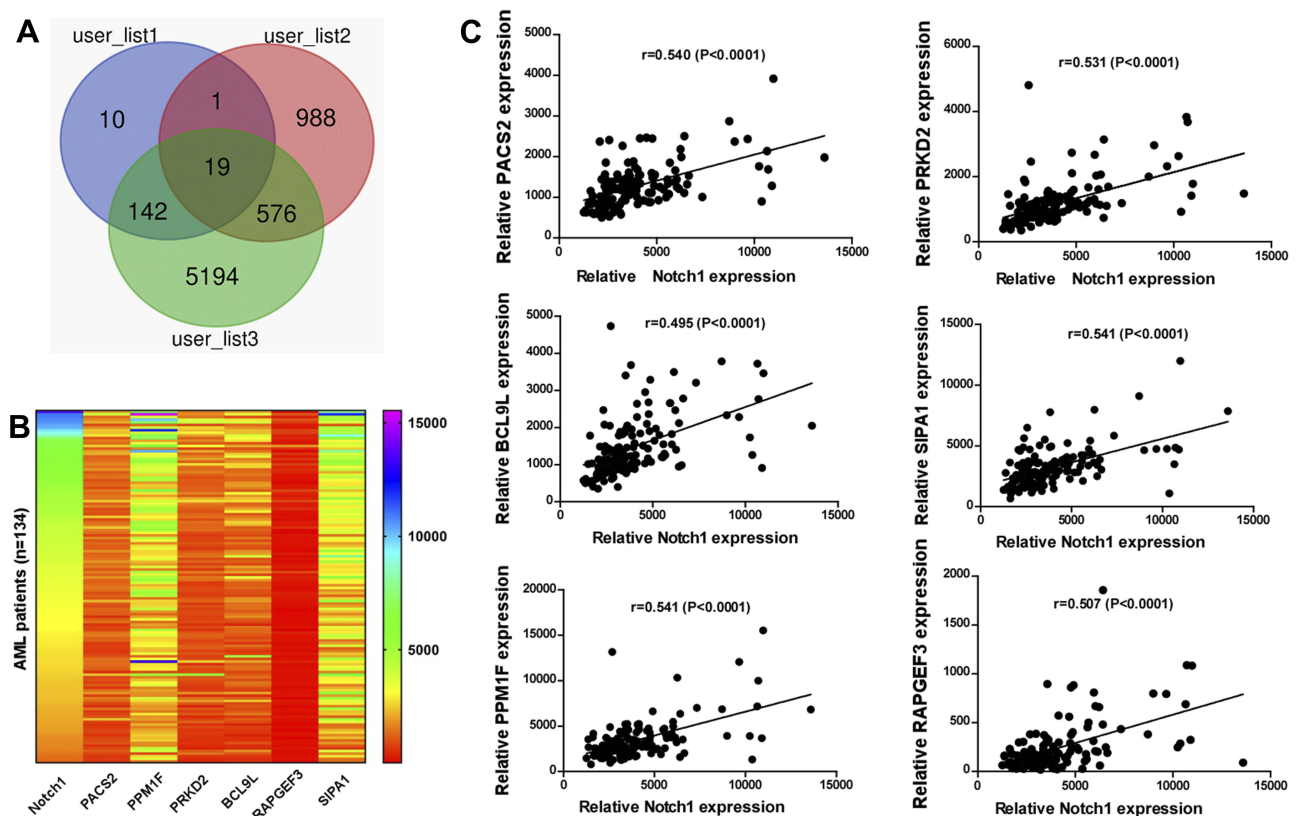 A
user_list1
user_list2
10
1
988
19
142
576
5194
user_list3
B
AML patients (n=134)
15000
10000
5000
Notch1
PACS2
PPM1F
PRKD2
BCL9L
RAPGEF3
SIPA1
C
Relative PACS2 expression
5000
4000
3000
2000
1000
0
r=0.540 (P<0.0001)
0
5000
10000
15000
Relative Notch1 expression
Relative PRKD2 expression
6000
4000
2000
0
r=0.531 (P<0.0001)
0
5000
10000
15000
Relative Notch1 expression
Relative BCL9L expression
5000
4000
3000
2000
1000
0
r=0.495 (P<0.0001)
0
5000
10000
15000
Relative Notch1 expression
Relative SIPA1 expression
15000
10000
5000
0
r=0.541 (P<0.0001)
0
5000
10000
15000
Relative Notch1 expression
Relative PPM1F expression
20000
15000
10000
5000
0
r=0.541 (P<0.0001)
0
5000
10000
15000
Relative Notch1 expression
Relative RAPGEF3 expression
2000
1500
1000
500
0
r=0.507 (P<0.0001)
0
5000
10000
15000
Relative Notch1 expression